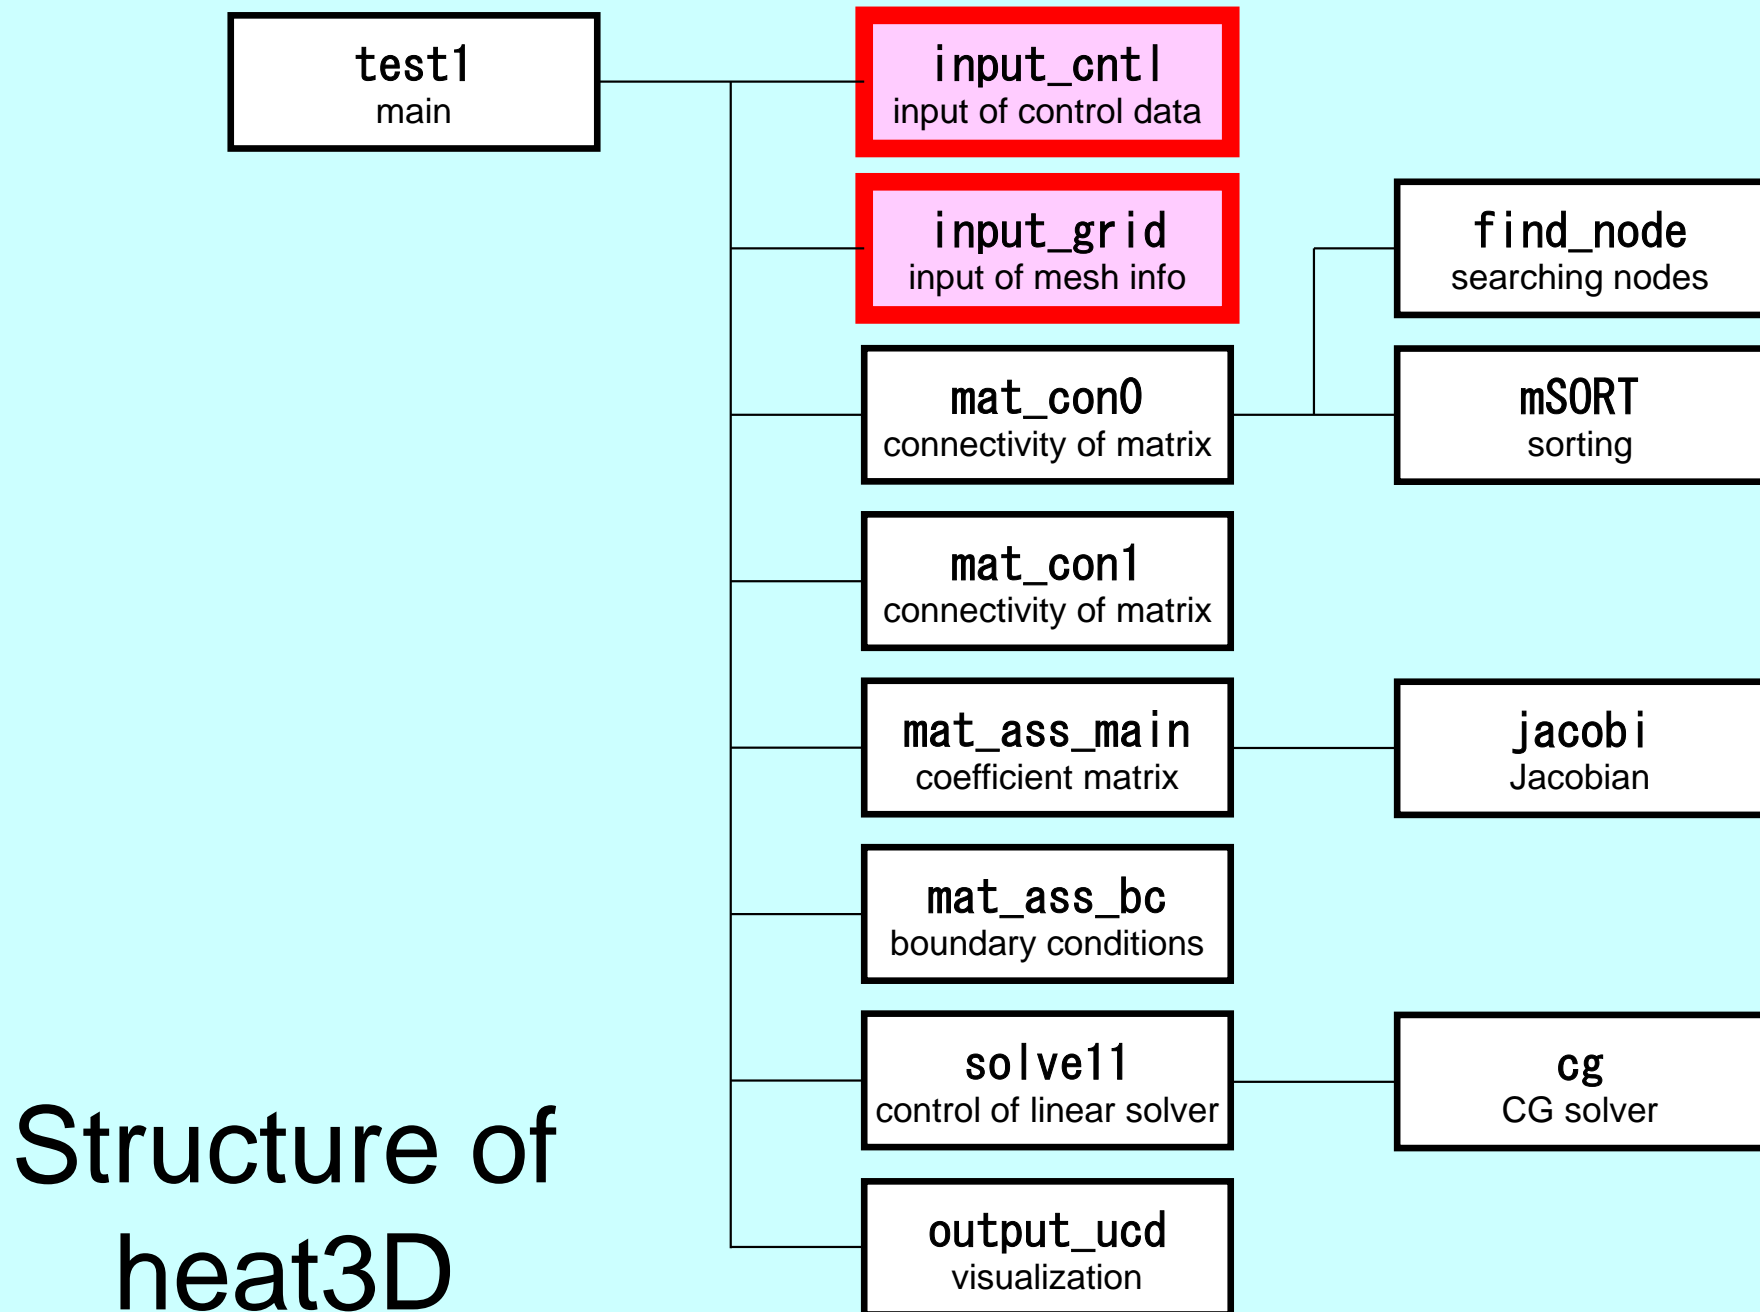 test1
main
input_cntl
input of control data
input_grid
input of mesh info
find_node
searching nodes
mat_con0
connectivity of matrix
mSORT
sorting
mat_con1
connectivity of matrix
mat_ass_main
coefficient matrix
jacobi
Jacobian
mat_ass_bc
boundary conditions
solve11
control of linear solver
cg
CG solver
output_ucd
visualization
Structure of
heat3D